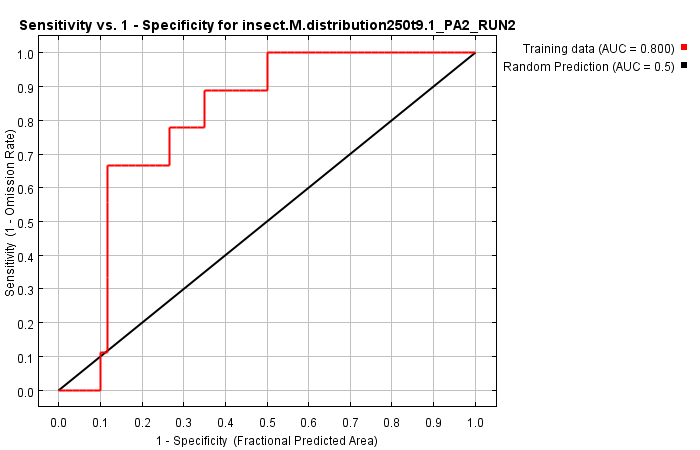 Sensitivity vs. 1 - Specificity for insect.M.distribution250t9.1_PA2_RUN2
Training data (AUC = 0.800)
Random Prediction (AUC = 0.5)
Sensitivity (1 - Omission Rate)
1.0
0.9
0.8
0.7
0.6
0.5
0.4
0.3
0.2
0.1
0.0
0.0 0.1 0.2 0.3 0.4 0.5 0.6 0.7 0.8 0.9 1.0
1 - Specificity (Fractional Predicted Area)